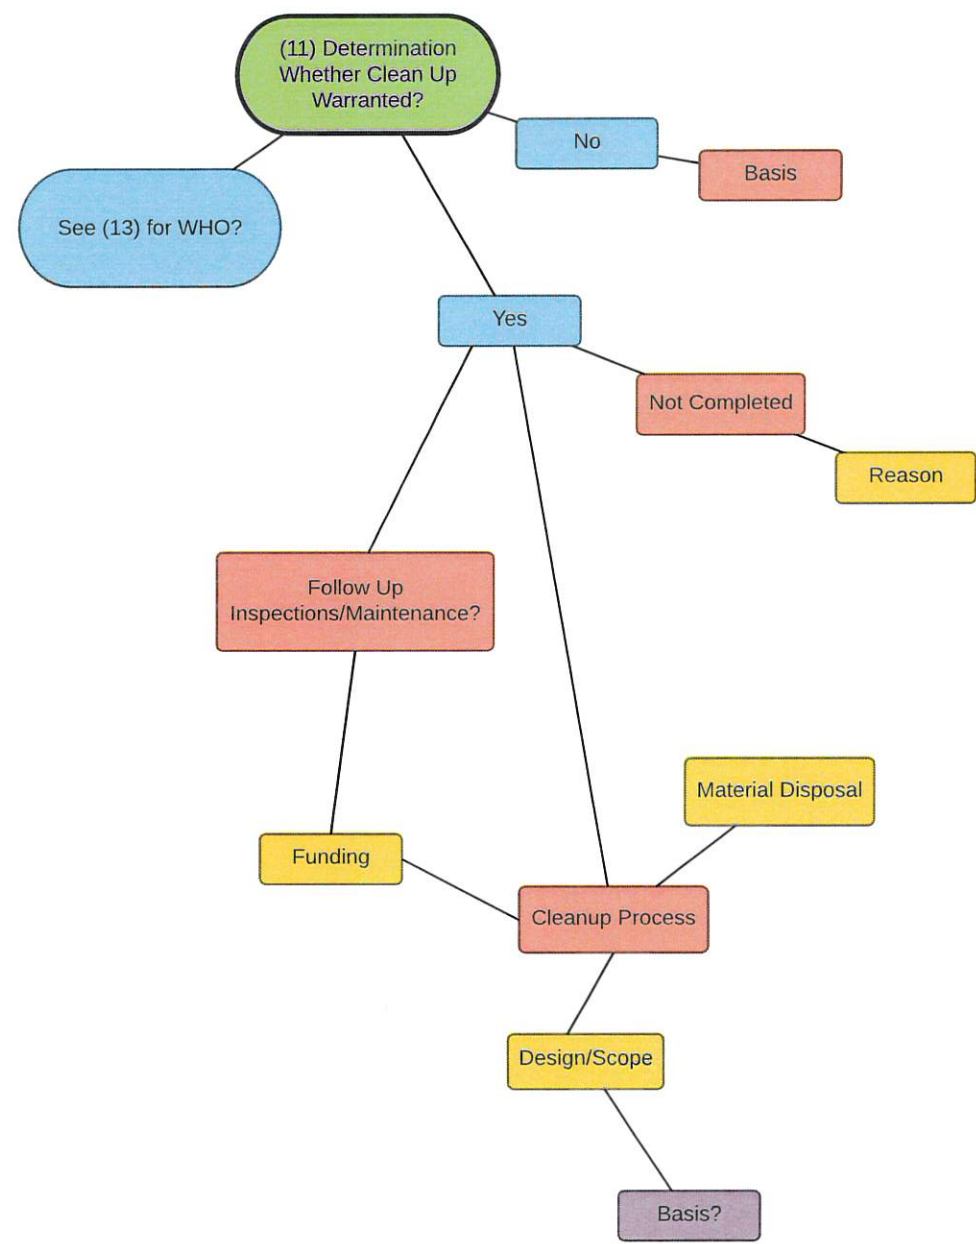 (11) Determination
Whether Clean Up
Warranted?
No
Basis
See (13) for WHO?
Yes
Not Completed
Reason
Follow Up
Inspections/Maintenance?
Material Disposal
Funding
Cleanup Process
Design/Scope
Basis?